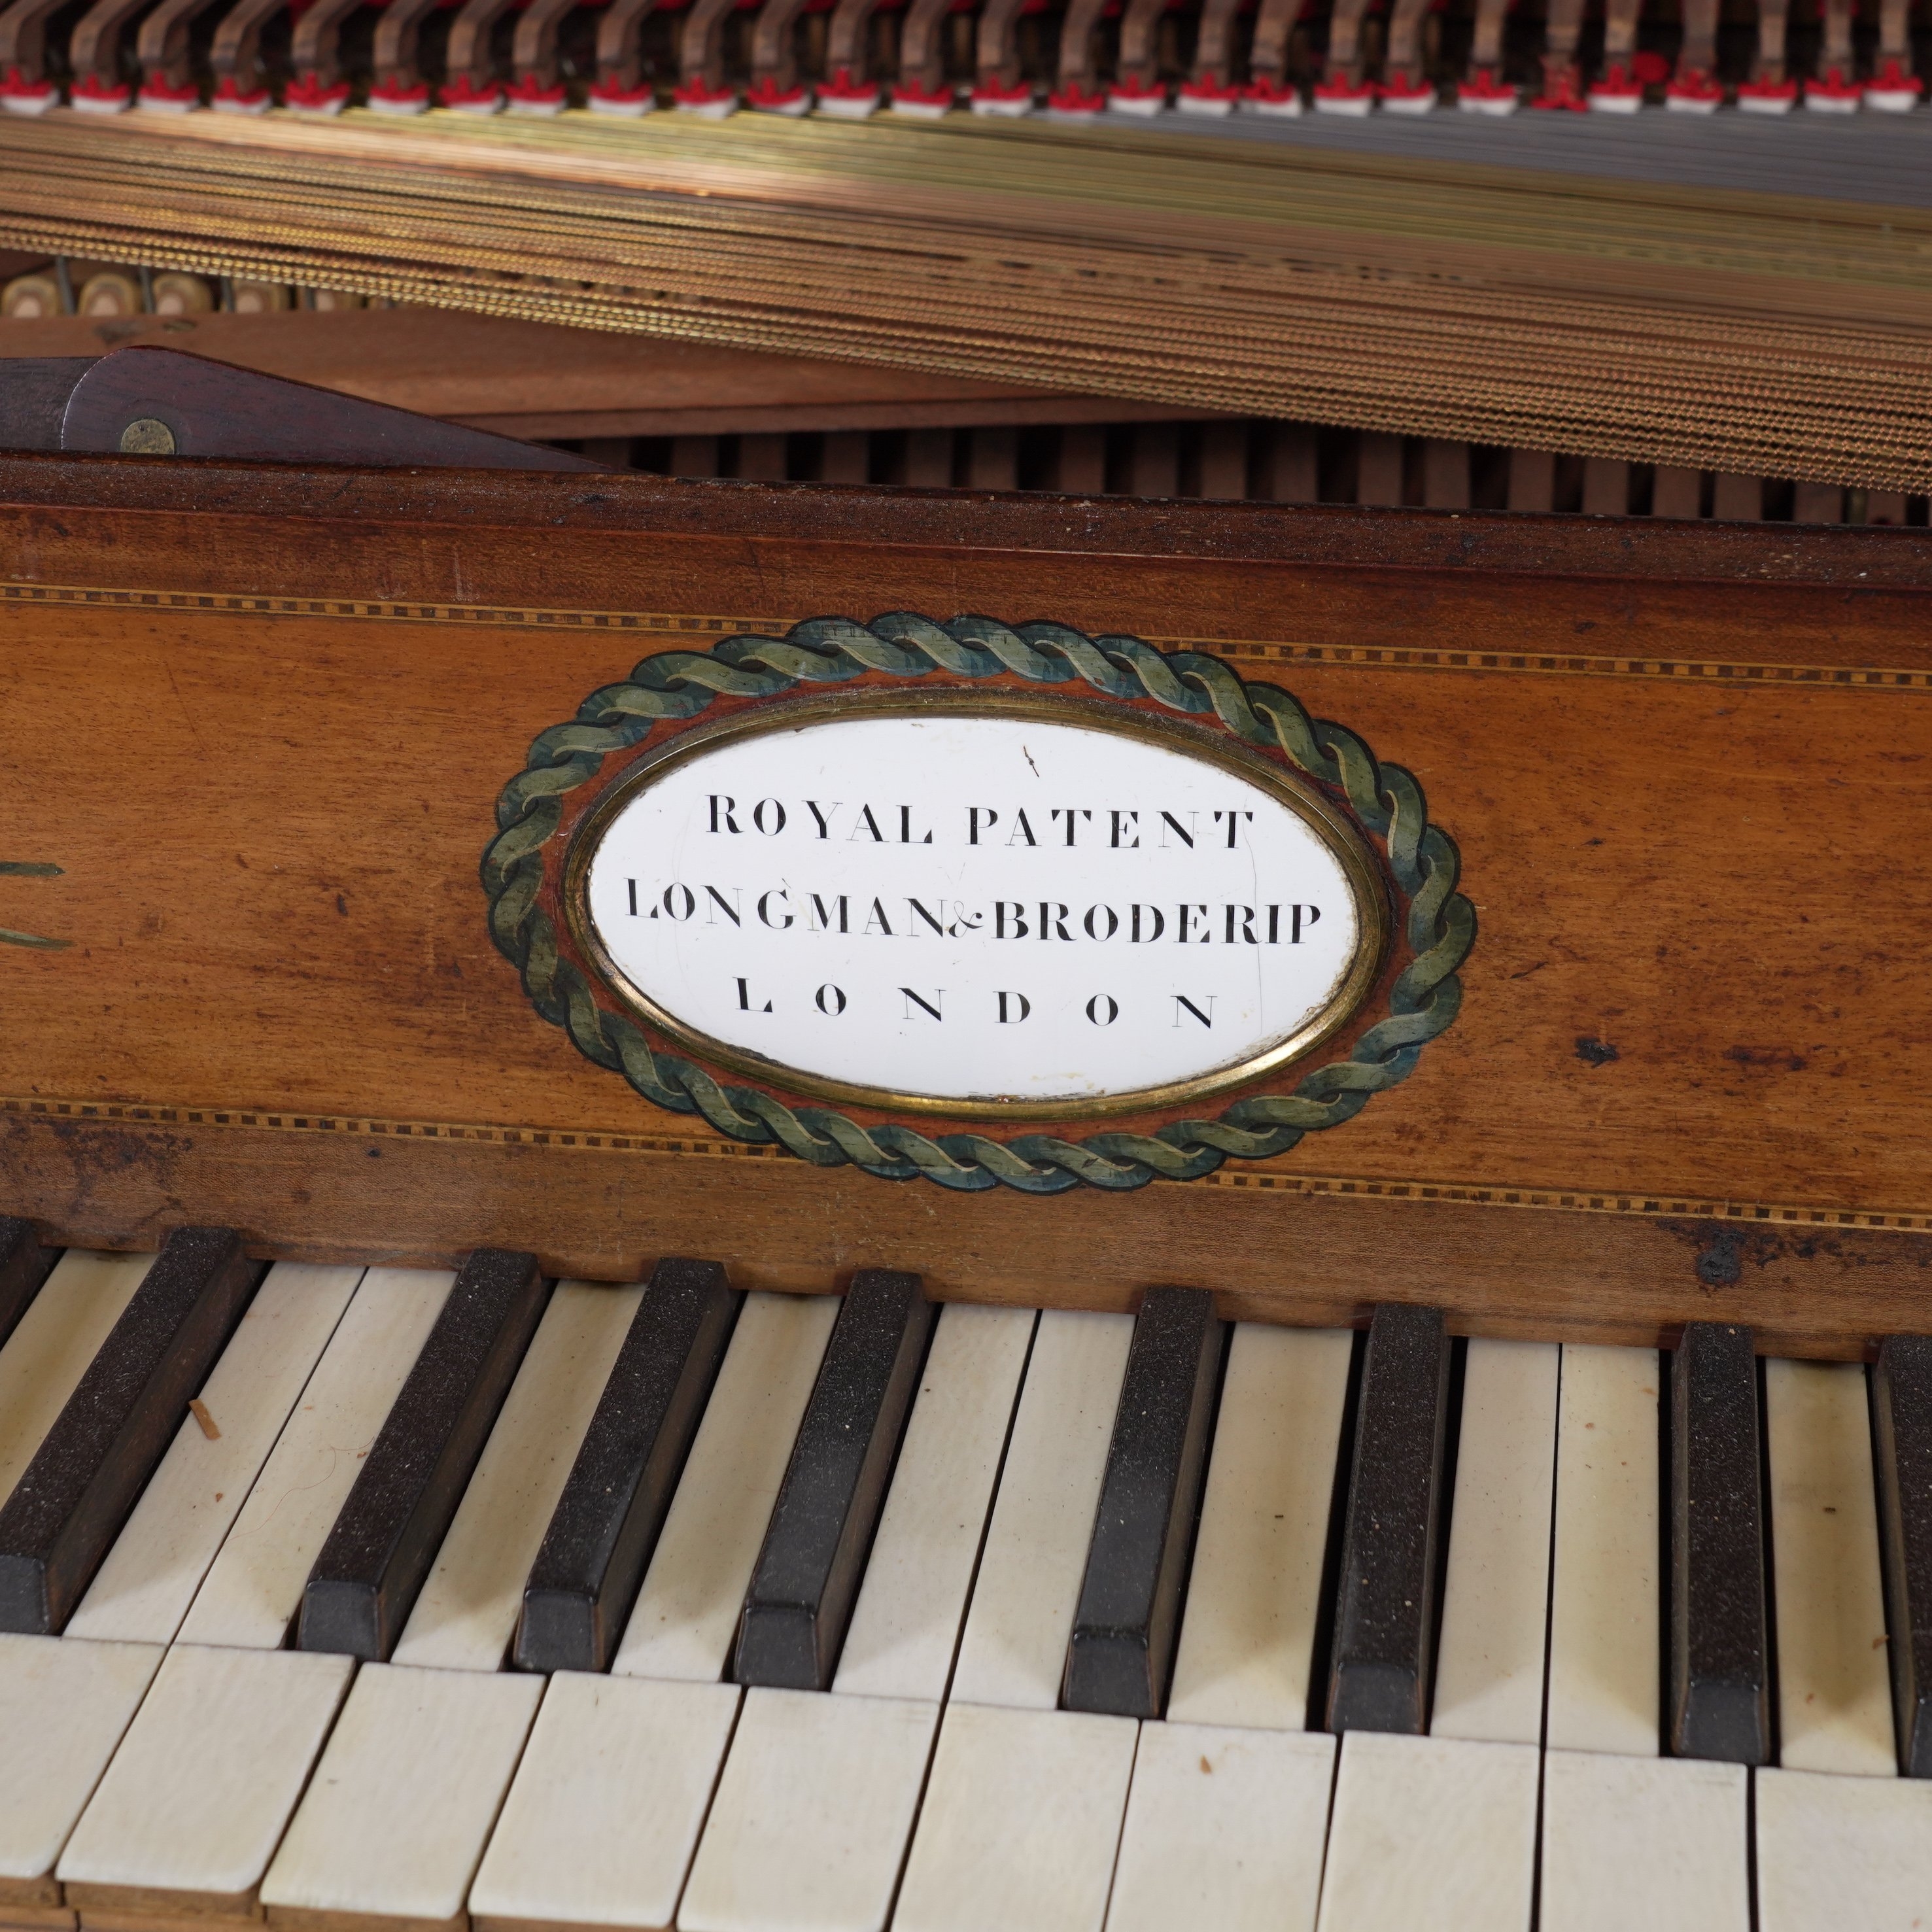 ROYAL PATENT
LONGMAN & BRODERIP
LONDON